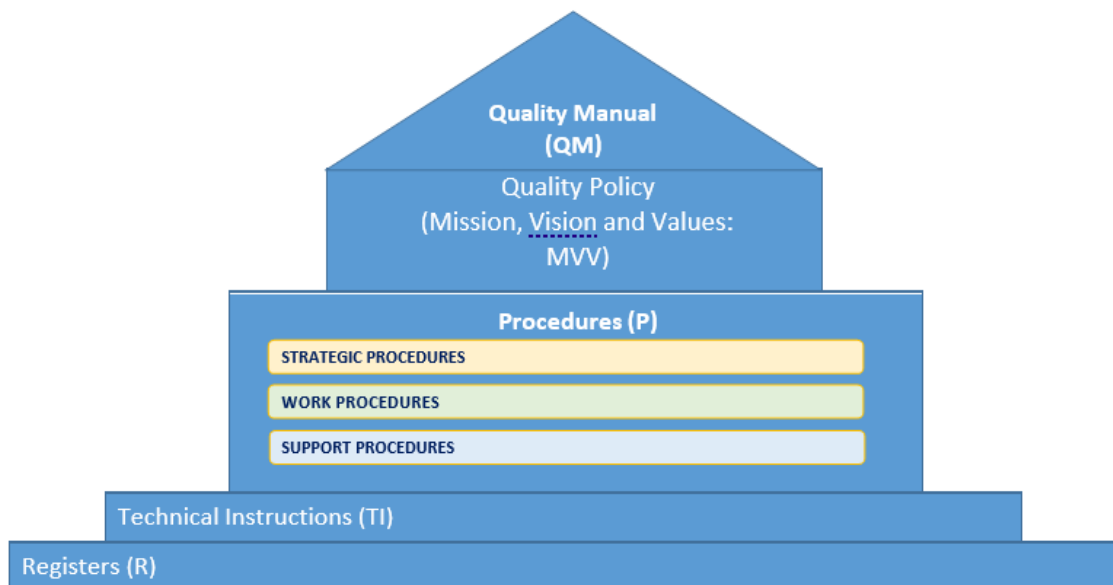 Quality Manual
(QM)
Quality Policy
(Mission, Vision and Values:
MVV)
Procedures (P)
STRATEGIC PROCEDURES
WORK PROCEDURES
SUPPORT PROCEDURES
Technical Instructions (TI)
Registers (R)